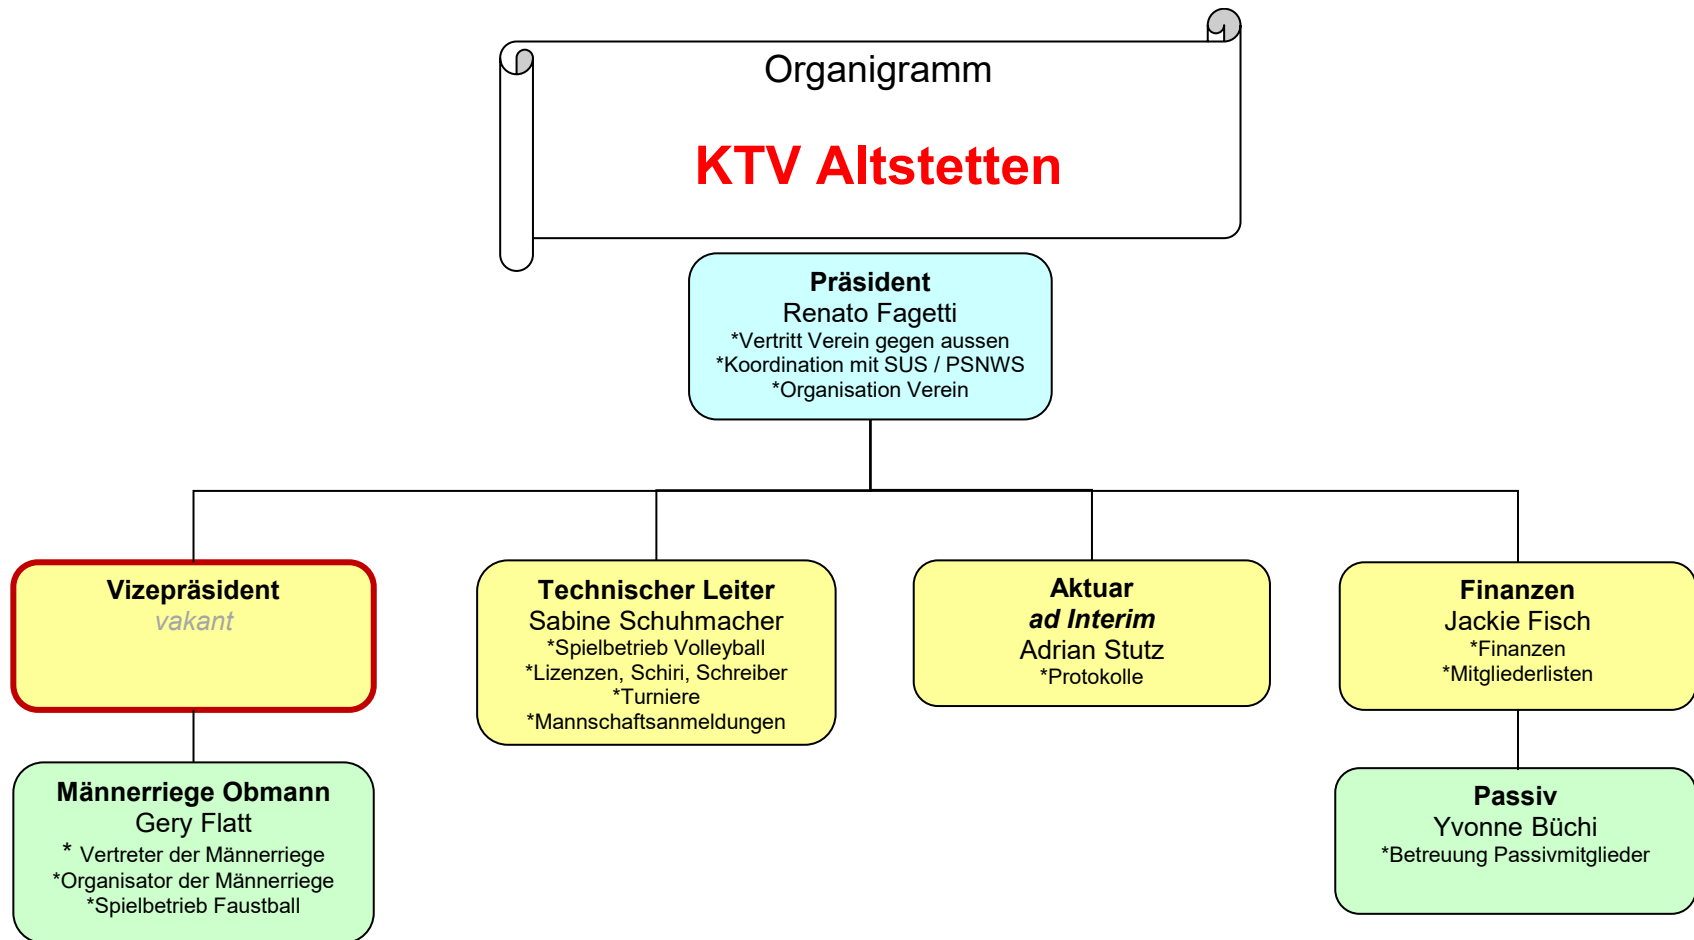 Organigramm
KTV Altstetten
Präsident
Renato Fagetti
*Vertritt Verein gegen aussen
*Koordination mit SUS / PSNWS
*Organisation Verein
Vizepräsident
vakant
Technischer Leiter
Sabine Schuhmacher
*Spielbetrieb Volleyball
*Lizenzen, Schiri, Schreiber
*Turniere
*Mannschaftsanmeldungen
Aktuar
ad Interim
Adrian Stutz
*Protokolle
Finanzen
Jackie Fisch
*Finanzen
*Mitgliederlisten
Männerriege Obmann
Gery Flatt
* Vertreter der Männerriege
*Organisator der Männerriege
*Spielbetrieb Faustball
Passiv
Yvonne Büchi
*Betreuung Passivmitglieder